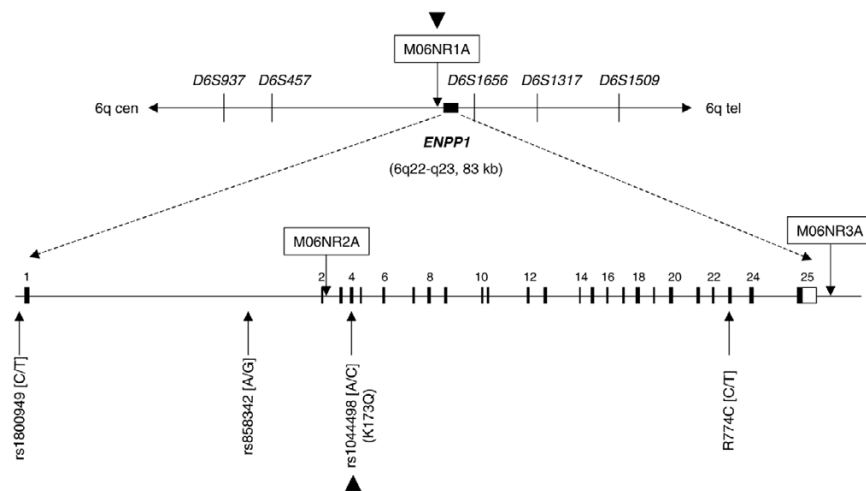 M06NR1A
D6S937 D6S457 D6S1656 D6S1317 D6S1509
6q cen 6q tel
ENPP1
(6q22-q23, 83 kb)
M06NR2A M06NR3A
1 2 4 6 8 10 12 14 16 18 20 22 24 25
rs1800949 [C/T]
rs858342 [A/G]
rs1044498 [A/C]
(K173Q)
R774C [C/T]